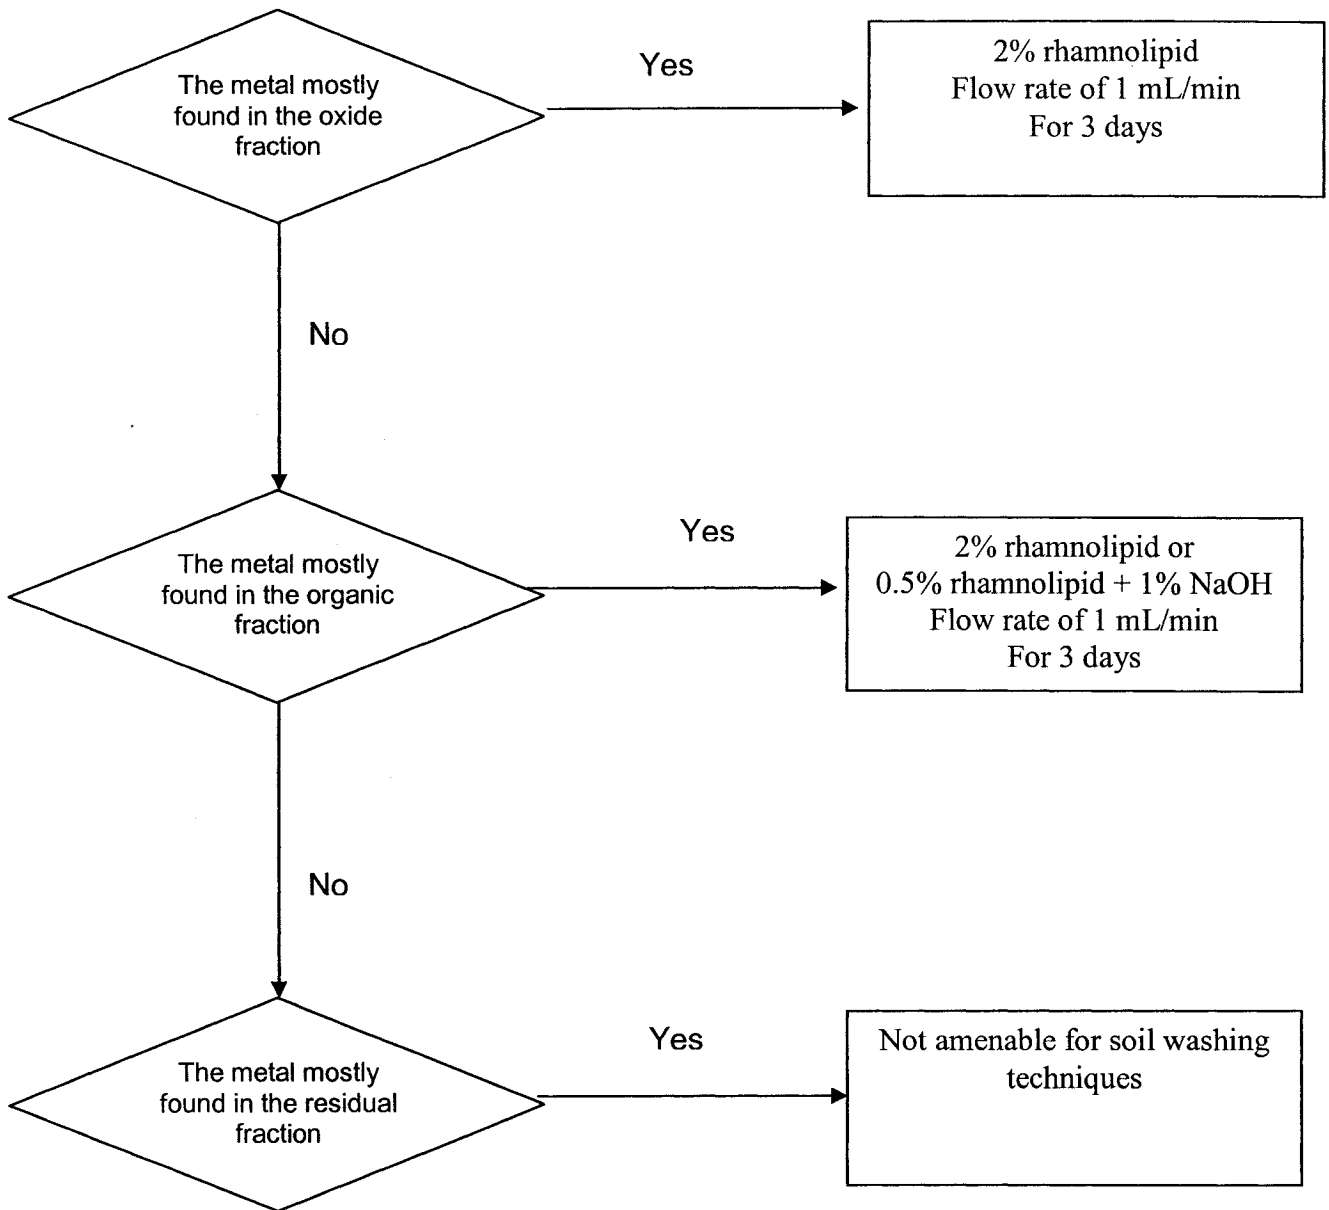 The metal mostly
found in the oxide
fraction
Yes
2% rhamnolipid
Flow rate of 1 mL/min
For 3 days
No
The metal mostly
found in the organic
fraction
Yes
2% rhamnolipid or
0.5% rhamnolipid + 1% NaOH
Flow rate of 1 mL/min
For 3 days
No
The metal mostly
found in the residual
fraction
Yes
Not amenable for soil washing
techniques